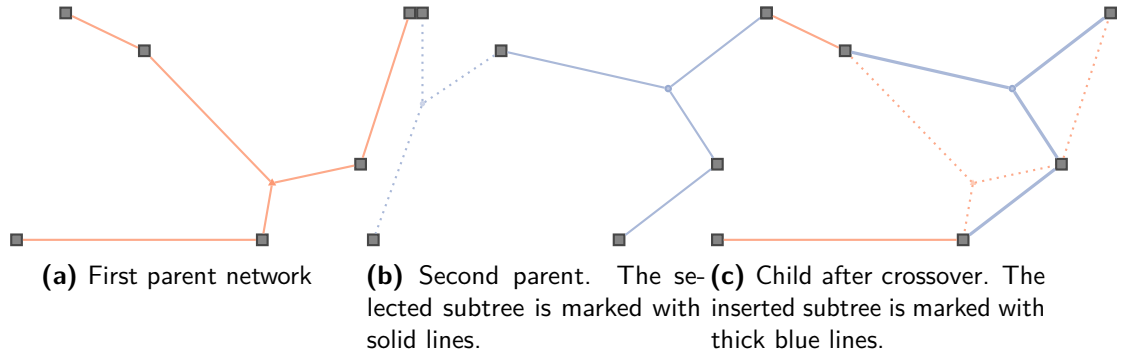 (a) First parent network
(b) Second parent. The se-
lected subtree is marked with
solid lines.
(c) Child after crossover. The
inserted subtree is marked with
thick blue lines.